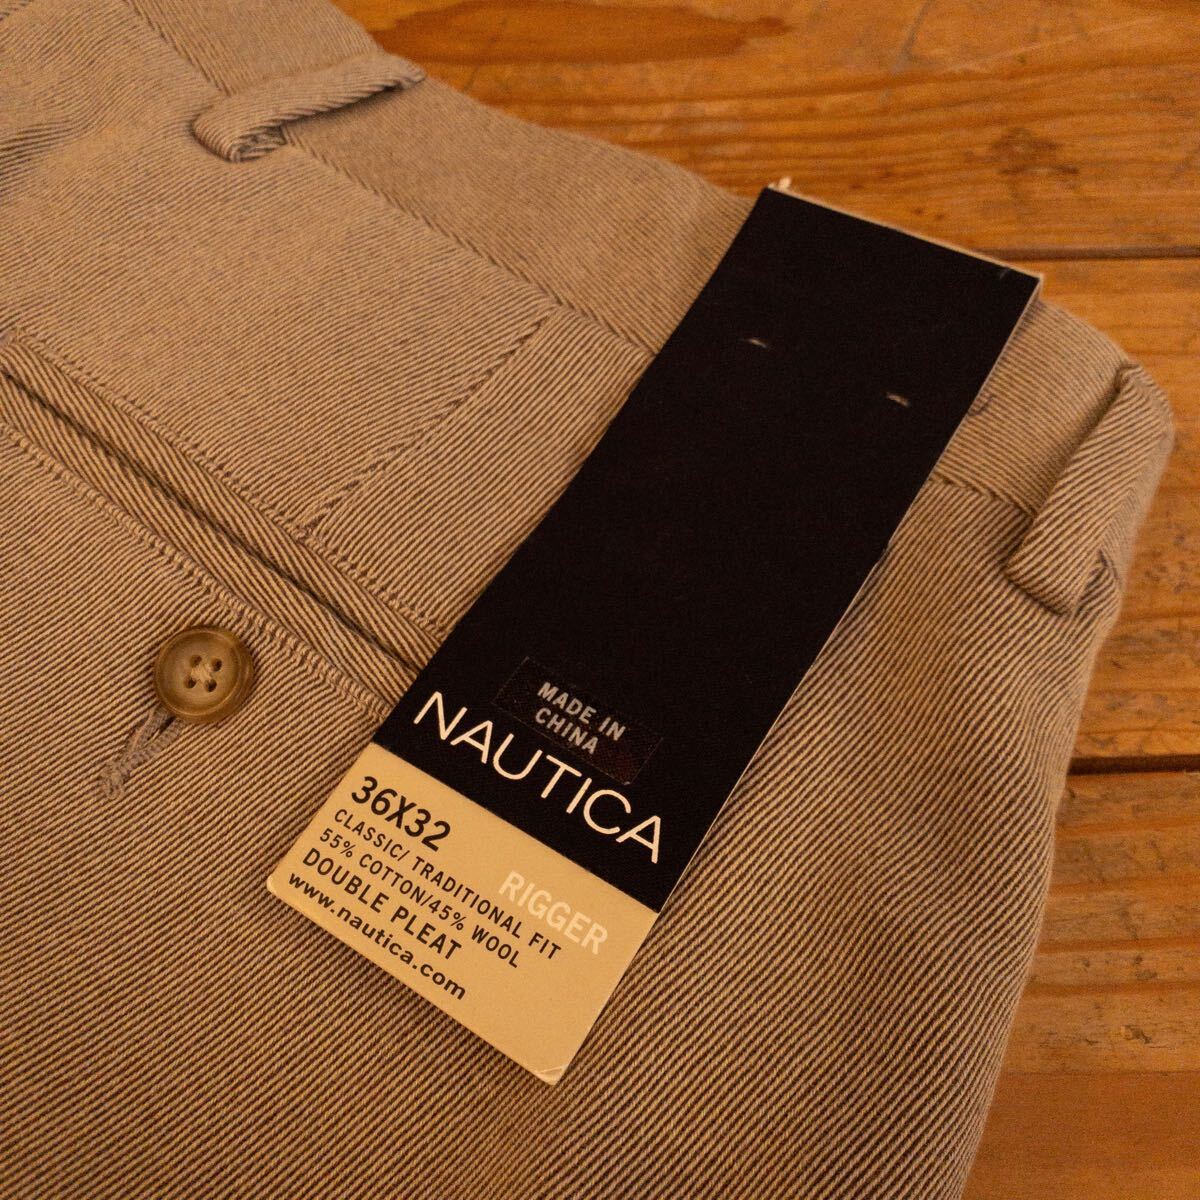 MADE IN
CHINA
NAUTICA
36X32
RIGGER
CLASSIC/ TRADITIONAL FIT
55% COTTON/45% WOOL
DOUBLE PLEAT
www.nautica.com